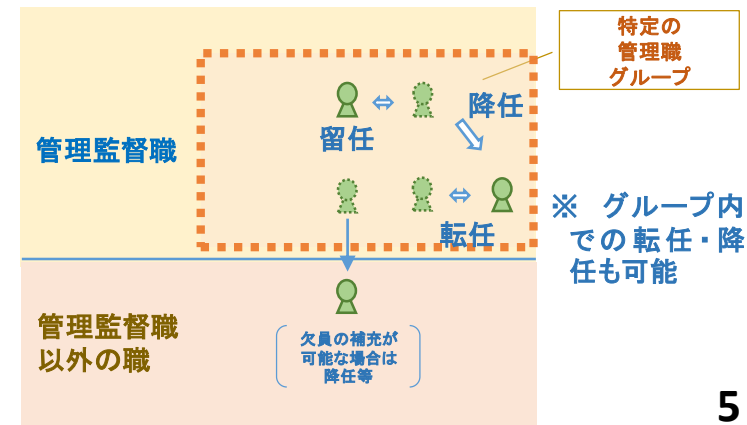 特定の
管理職
グループ
降任
留任
管理監督職
転任
※ グループ内
での転任・降
任も可能
管理監督職
以外の職
欠員の補充が
可能な場合は
降任等
5